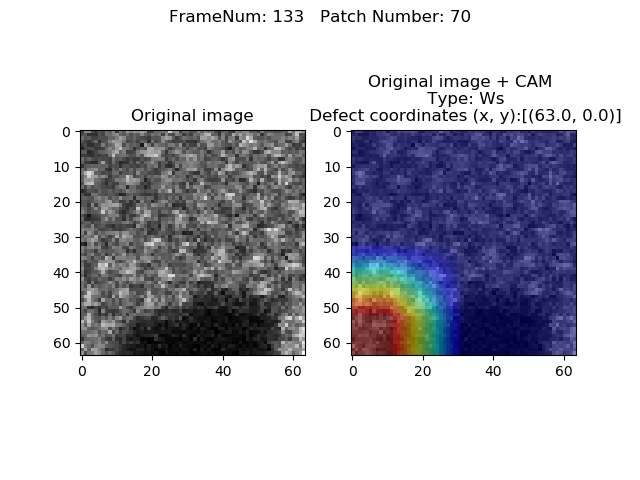 FrameNum: 133   Patch Number: 70
Original image
0
10
20
30
40
50
60
0 20 40 60
Original image + CAM
Type: Ws
Defect coordinates (x, y):[(63.0, 0.0)]
0
10
20
30
40
50
60
0 20 40 60